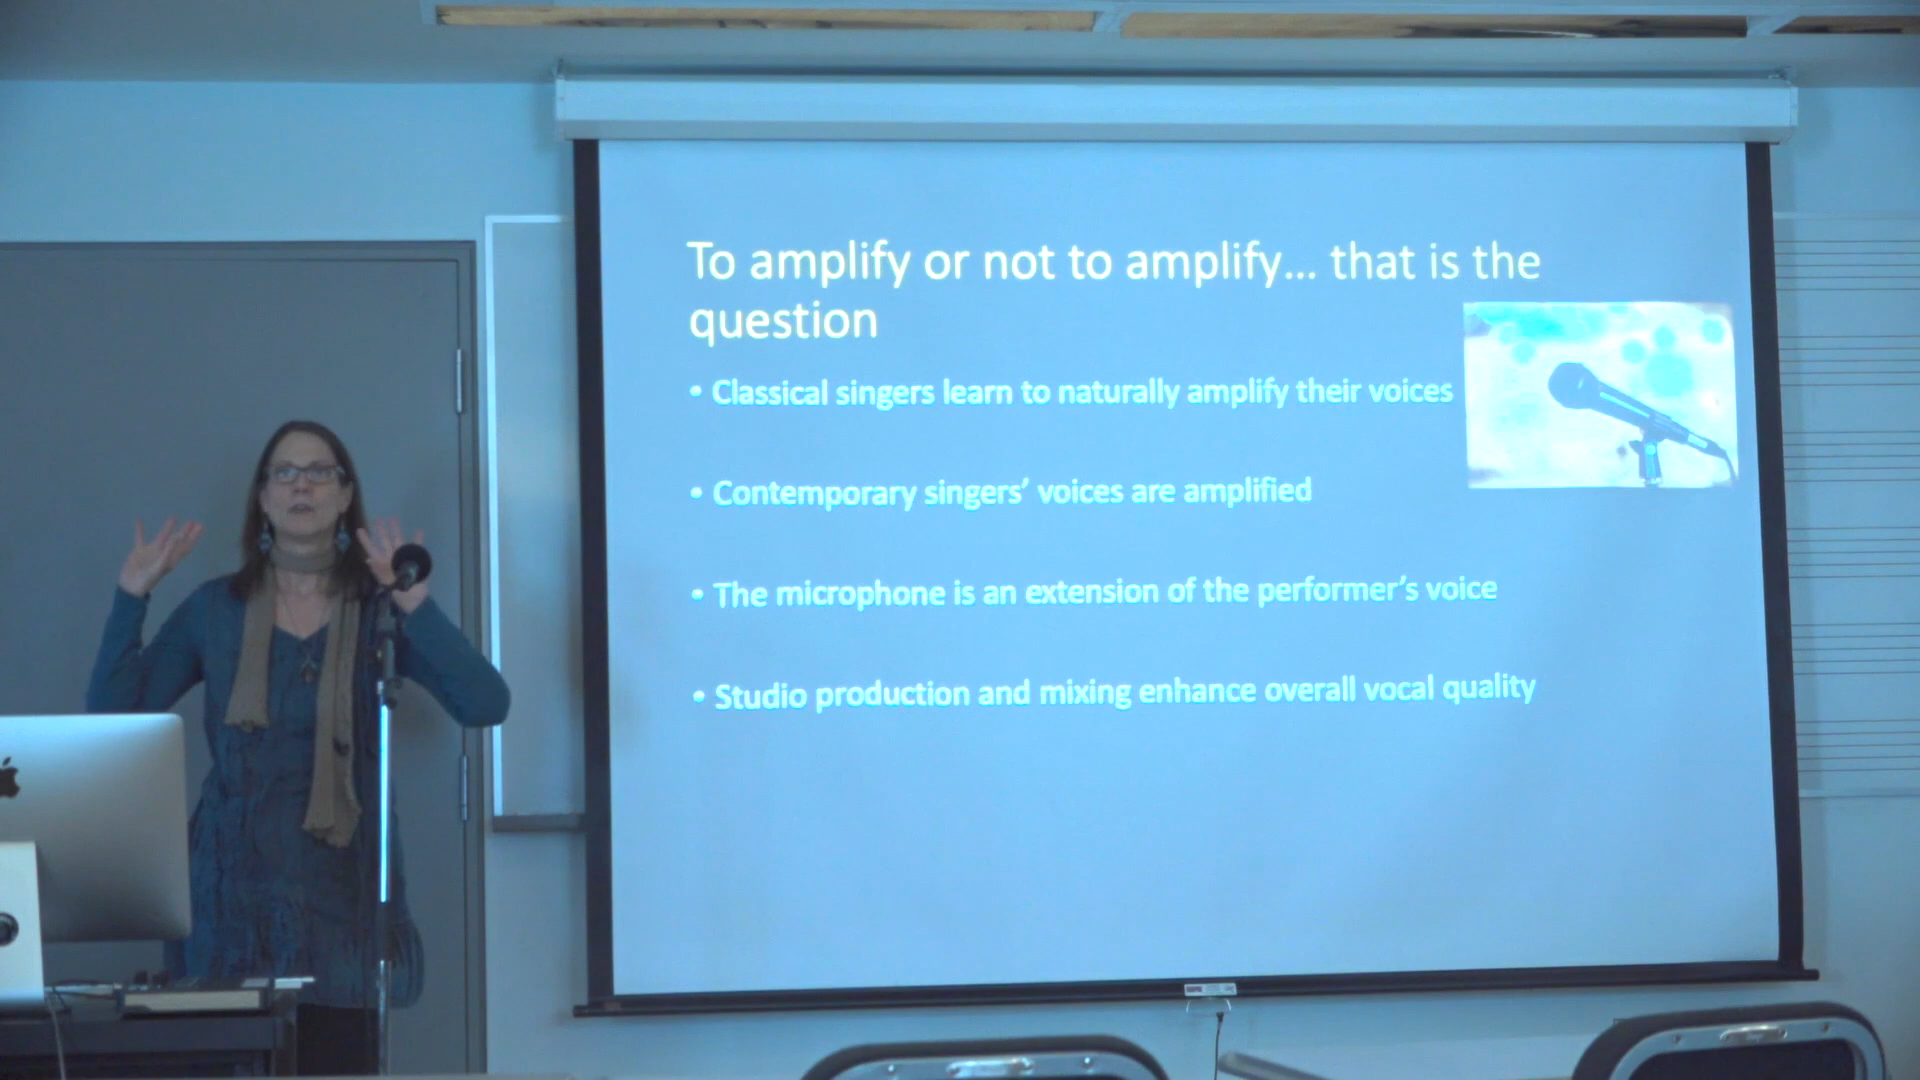 To amplify or not to amplify... that is the
question
• Classical singers learn to naturally amplify their voices
• Contemporary singers’ voices are amplified
• The microphone is an extension of the performer’s voice
• Studio production and mixing enhance overall vocal quality